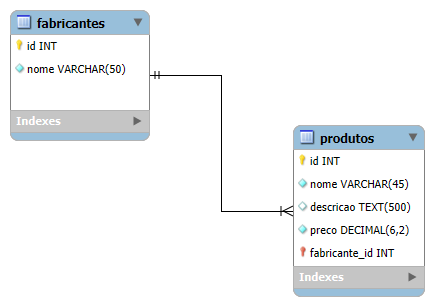 fabricantes
id INT
nome VARCHAR(50)
Indexes
produtos
id INT
nome VARCHAR(45)
descricao TEXT(500)
preco DECIMAL(6,2)
fabricante_id INT
Indexes